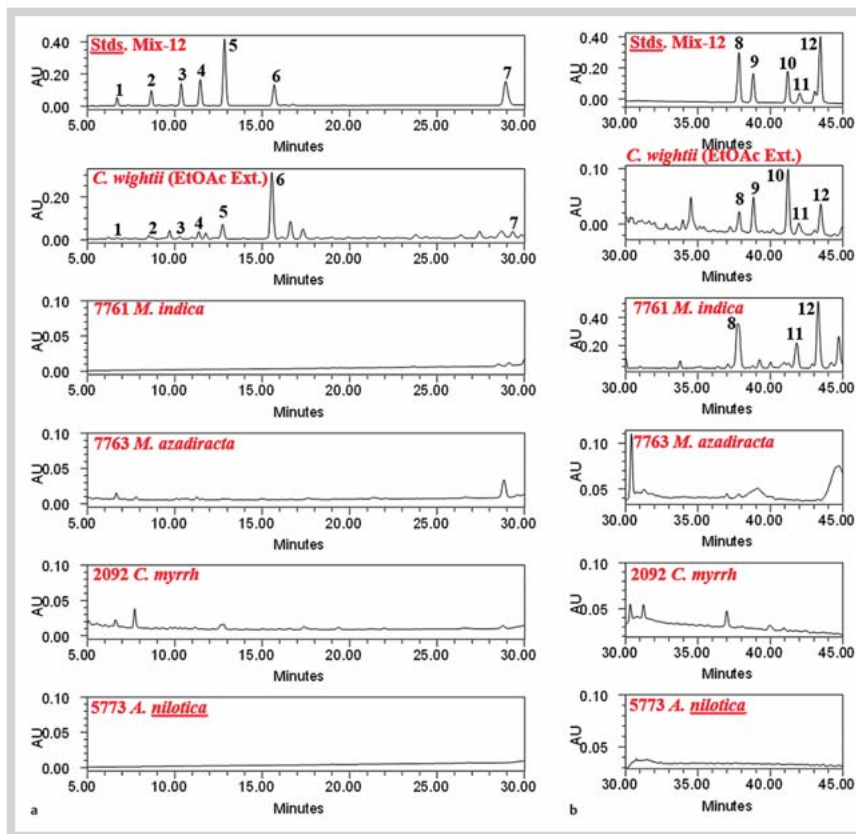 Stds. Mix-12
AU
0.40
0.20
0.00
1 2 3 4 5 6 7
5.00 10.00 15.00 20.00 25.00 30.00
Minutes
C. wightii (EtOAc Ext.)
AU
0.20
0.00
1 2 3 4 5 6 7
5.00 10.00 15.00 20.00 25.00 30.00
Minutes
7761 M. indica
AU
0.10
0.05
0.00
5.00 10.00 15.00 20.00 25.00 30.00
Minutes
7763 M. azadiracta
AU
0.10
0.05
0.00
5.00 10.00 15.00 20.00 25.00 30.00
Minutes
2092 C. myrrh
AU
0.10
0.05
0.00
5.00 10.00 15.00 20.00 25.00 30.00
Minutes
5773 A. nilotica
AU
0.10
0.05
0.00
5.00 10.00 15.00 20.00 25.00 30.00
Minutes
a
Stds. Mix-12
AU
0.40
0.20
0.00
8 9 10 11 12
30.00 35.00 40.00 45.00
Minutes
C. wightii (EtOAc Ext.)
AU
0.10
0.00
8 9 10 11 12
30.00 35.00 40.00 45.00
Minutes
7761 M. indica
AU
0.40
0.20
8 11 12
30.00 35.00 40.00 45.00
Minutes
7763 M. azadiracta
AU
0.10
0.05
30.00 35.00 40.00 45.00
Minutes
2092 C. myrrh
AU
0.10
0.05
30.00 35.00 40.00 45.00
Minutes
5773 A. nilotica
AU
0.10
0.05
30.00 35.00 40.00 45.00
Minutes
b